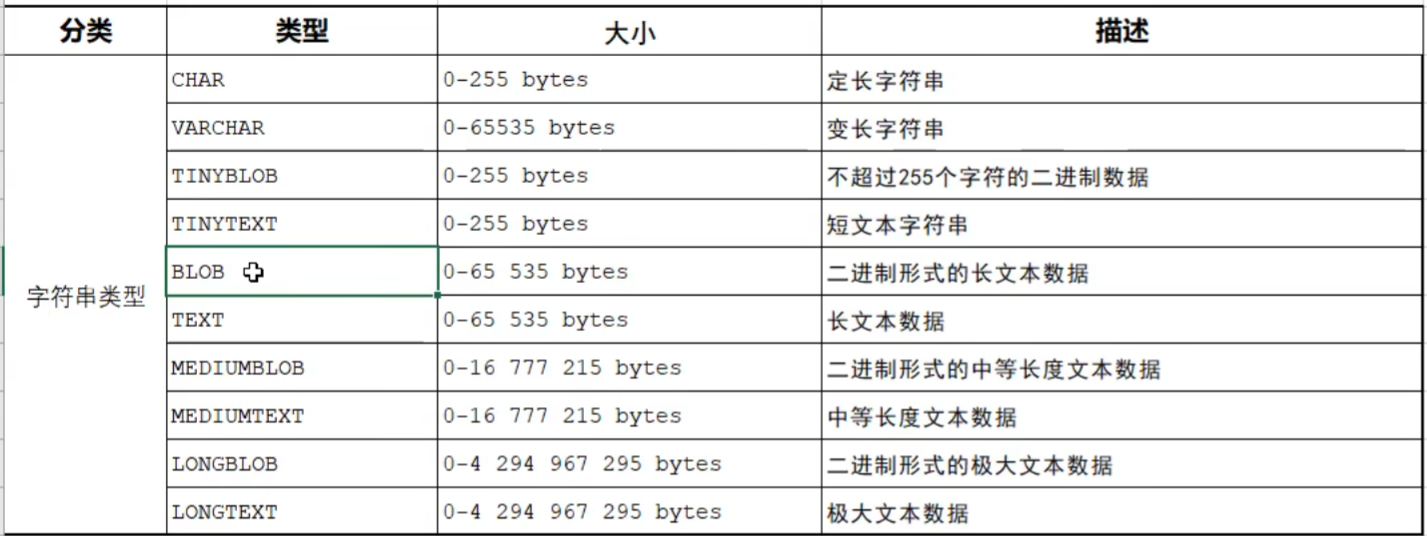 分类 类型 大小 描述
CHAR 0-255 bytes 定长字符串
VARCHAR 0-65535 bytes 变长字符串
TINYBLOB 0-255 bytes 不超过255个字符的二进制数据
TINYTEXT 0-255 bytes 短文本字符串
BLOB 0-65 535 bytes 二进制形式的长文本数据
字符串类型
TEXT 0-65 535 bytes 长文本数据
MEDIUMBLOB 0-16 777 215 bytes 二进制形式的中等长度文本数据
MEDIUMTEXT 0-16 777 215 bytes 中等长度文本数据
LONGBLOB 0-4 294 967 295 bytes 二进制形式的极大文本数据
LONGTEXT 0-4 294 967 295 bytes 极大文本数据